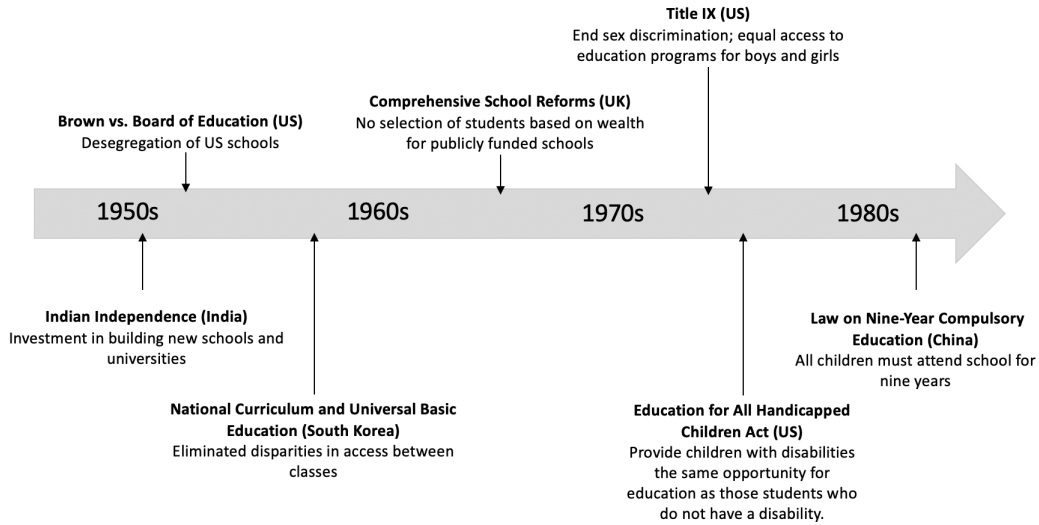 Title IX (US)
End sex discrimination; equal access to
education programs for boys and girls
Comprehensive School Reforms (UK)
No selection of students based on wealth
for publicly funded schools
Brown vs. Board of Education (US)
Desegregation of US schools
1950s
1960s
1970s
1980s
Indian Independence (India)
Investment in building new schools and
universities
Law on Nine-Year Compulsory
Education (China)
All children must attend school for
nine years
National Curriculum and Universal Basic
Education (South Korea)
Eliminated disparities in access between
classes
Education for All Handicapped
Children Act (US)
Provide children with disabilities
the same opportunity for
education as those students who
do not have a disability.